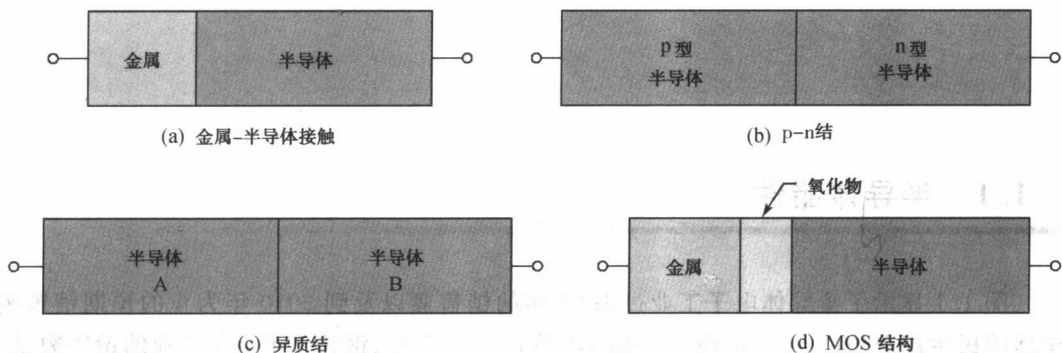 金属
半导体
p 型
半导体
n 型
半导体
(a) 金属-半导体接触
(b) p-n结
氧化物
半导体
A
半导体
B
金属
半导体
(c) 异质结
(d) MOS 结构